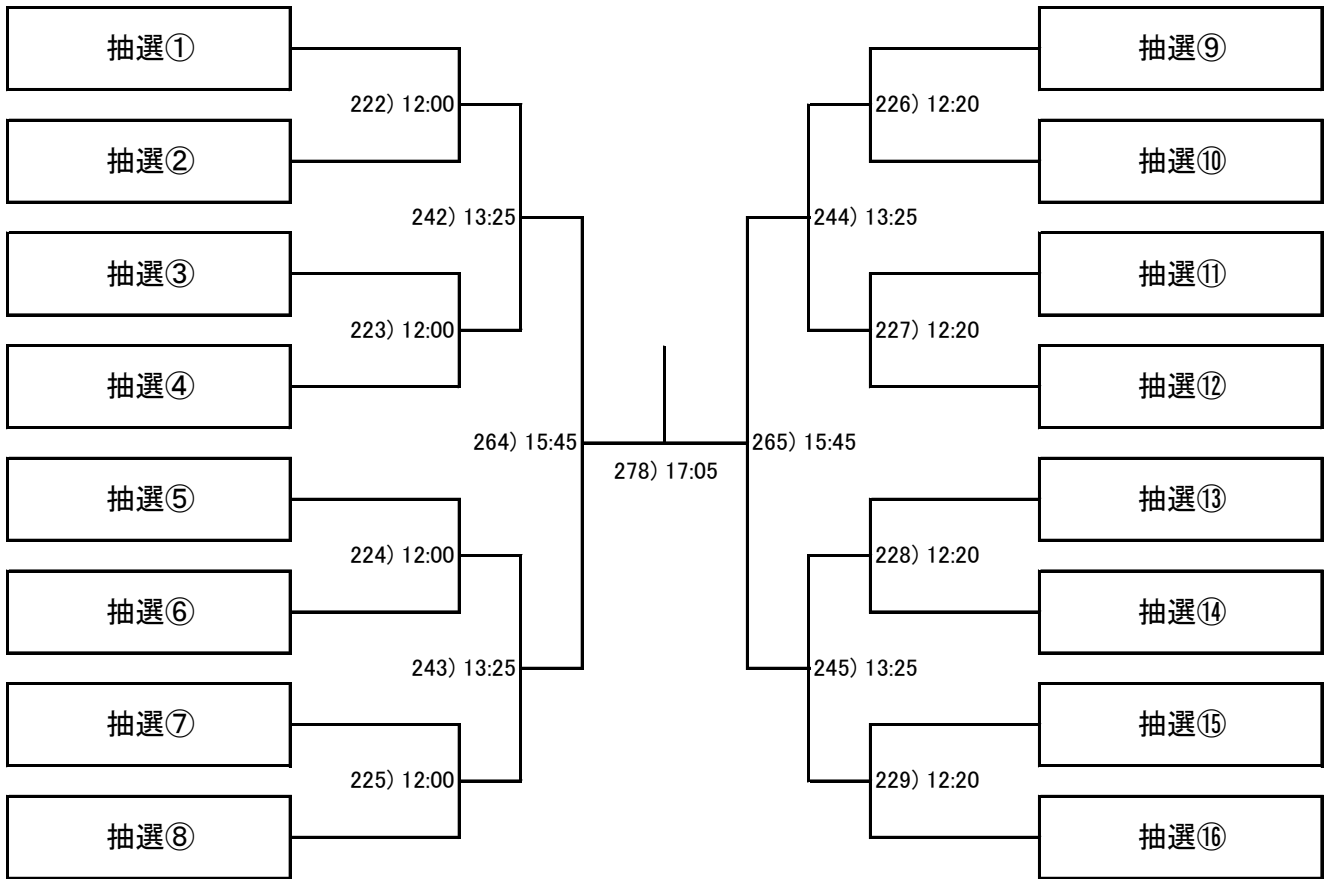 抽選①
抽選⑨
222) 12:00
226) 12:20
抽選②
抽選⑩
242) 13:25
244) 13:25
抽選③
抽選⑪
223) 12:00
227) 12:20
抽選④
抽選⑫
264) 15:45
265) 15:45
278) 17:05
抽選⑤
抽選⑬
224) 12:00
228) 12:20
抽選⑥
抽選⑭
243) 13:25
245) 13:25
抽選⑦
抽選⑮
225) 12:00
229) 12:20
抽選⑧
抽選⑯